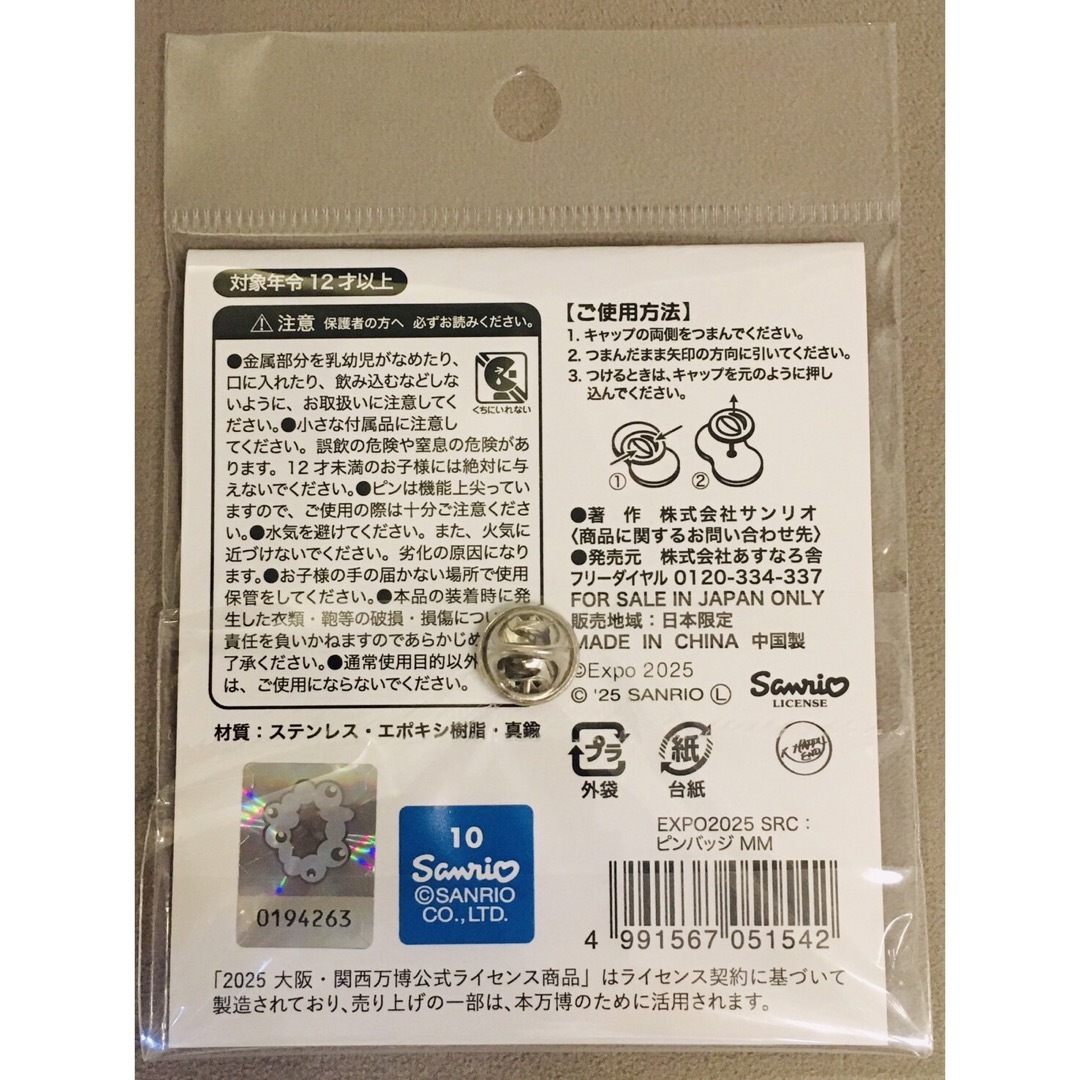 対象年令12才以上
⚠注意 保護者の方へ 必ずお読みください。
●金属部分を乳幼児がなめたり、
口に入れたり、飲み込むなどしな
いように、お取扱いに注意してく
ださい。●小さな付属品に注意し
てください。誤飲の危険や窒息の危険があ
ります。12才未満のお子様には絶対に与
えないでください。●ピンは機能上尖ってい
ますので、ご使用の際は十分ご注意くださ
い。●水気を避けてください。また、火気に
近づけないでください。劣化の原因になり
ます。●お子様の手の届かない場所で使用
保管をしてください。●本品の装着時に発
生した衣類・鞄等の破損・損傷につい
責任を負いかねますのであらかじめ
了承ください。●通常使用目的以外
は、ご使用にならないでください。
くちにいれない
材質：ステンレス・エポキシ樹脂・真鍮
【ご使用方法】
1. キャップの両側をつまんでください。
2. つまんだまま矢印の方向に引いてください。
3. つけるときは、キャップを元のように押し
込んでください。
① ②
●著 作 株式会社サンリオ
〈商品に関するお問い合わせ先〉
●発売元 株式会社あすなろ舎
フリーダイヤル 0120-334-337
FOR SALE IN JAPAN ONLY
販売地域：日本限定
MADE IN CHINA 中国製
©Expo 2025
© '25 SANRIO Ⓛ
Sanrio
LICENSE
プラ
外袋
紙
台紙
HAPPY
END
0194263
10
Sanrio
©SANRIO
CO.,LTD.
EXPO2025 SRC：
ピンバッジ MM
4 991567 051542
「2025 大阪・関西万博公式ライセンス商品」はライセンス契約に基づいて
製造されており、売り上げの一部は、本万博のために活用されます。